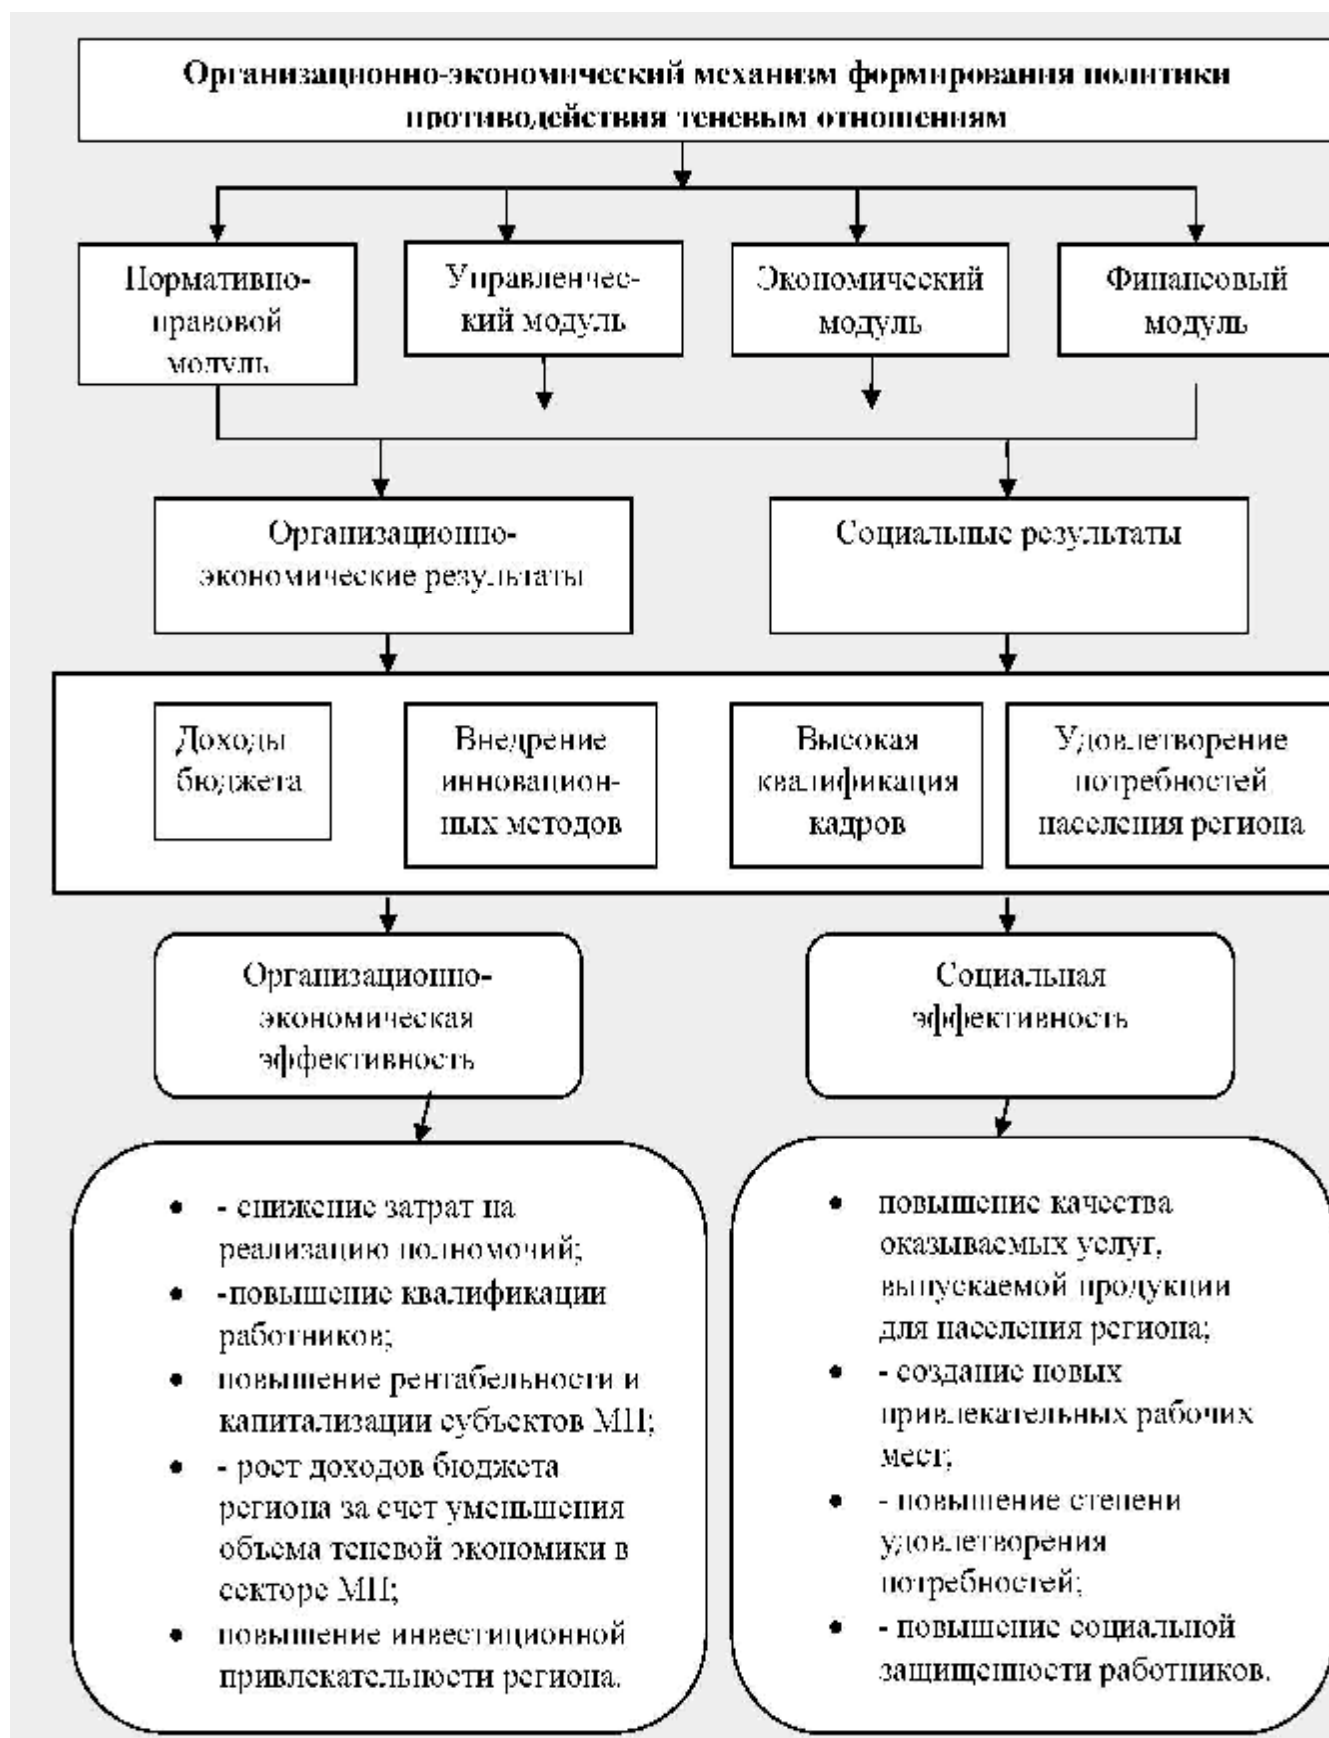 Организационно-экономический механизм формирования политики
противодействия теневым отношениям
Нормативно-
правовой
модуль
Управленчес-
кий модуль
Экономический
модуль
Финансовый
модуль
Организационно-
экономические результаты
Социальные результаты
Доходы
бюджета
Внедрение
инновацион-
ных методов
Высокая
квалификация
кадров
Удовлетворение
потребностей
населения региона
Организационно-
экономическая
эффективность
Социальная
эффективность
• - снижение затрат на
реализацию полномочий;
• -повышение квалификации
работников;
• повышение рентабельности и
капитализации субъектов МП;
• - рост доходов бюджета
региона за счет уменьшения
объема теневой экономики в
секторе МП;
• повышение инвестиционной
привлекательности региона.
• повышение качества
оказываемых услуг,
выпускаемой продукции
для населения региона;
• - создание новых
привлекательных рабочих
мест;
• - повышение степени
удовлетворения
потребностей;
• - повышение социальной
защищенности работников.